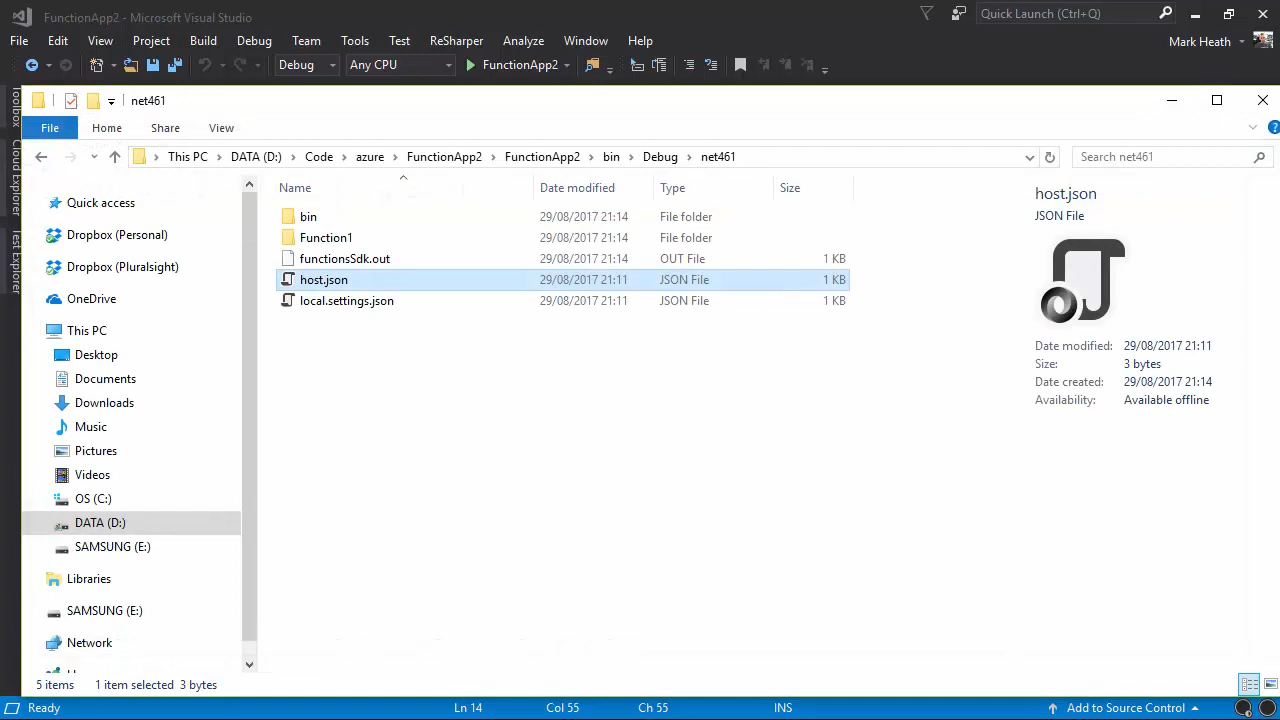 FunctionApp2 - Microsoft Visual Studio
Quick Launch (Ctrl+Q)
File Edit View Project Build Debug Team Tools Test ReSharper Analyze Window Help
Mark Heath
Debug Any CPU FunctionApp2
Toolbox
Cloud Explorer
Test Explorer
net461
File Home Share View
This PC DATA (D:) Code azure FunctionApp2 FunctionApp2 bin Debug net461
Search net461
Quick access
Dropbox (Personal)
Dropbox (Pluralsight)
OneDrive
This PC
Desktop
Documents
Downloads
Music
Pictures
Videos
OS (C:)
DATA (D:)
SAMSUNG (E:)
Libraries
SAMSUNG (E:)
Network
Name Date modified Type Size
bin 29/08/2017 21:14 File folder
Function1 29/08/2017 21:14 File folder
functionsSdk.out 29/08/2017 21:14 OUT File 1 KB
host.json 29/08/2017 21:11 JSON File 1 KB
local.settings.json 29/08/2017 21:11 JSON File 1 KB
host.json
JSON File
Date modified: 29/08/2017 21:11
Size: 3 bytes
Date created: 29/08/2017 21:14
Availability: Available offline
5 items 1 item selected 3 bytes
Ready Ln 14 Col 55 Ch 55 INS Add to Source Control